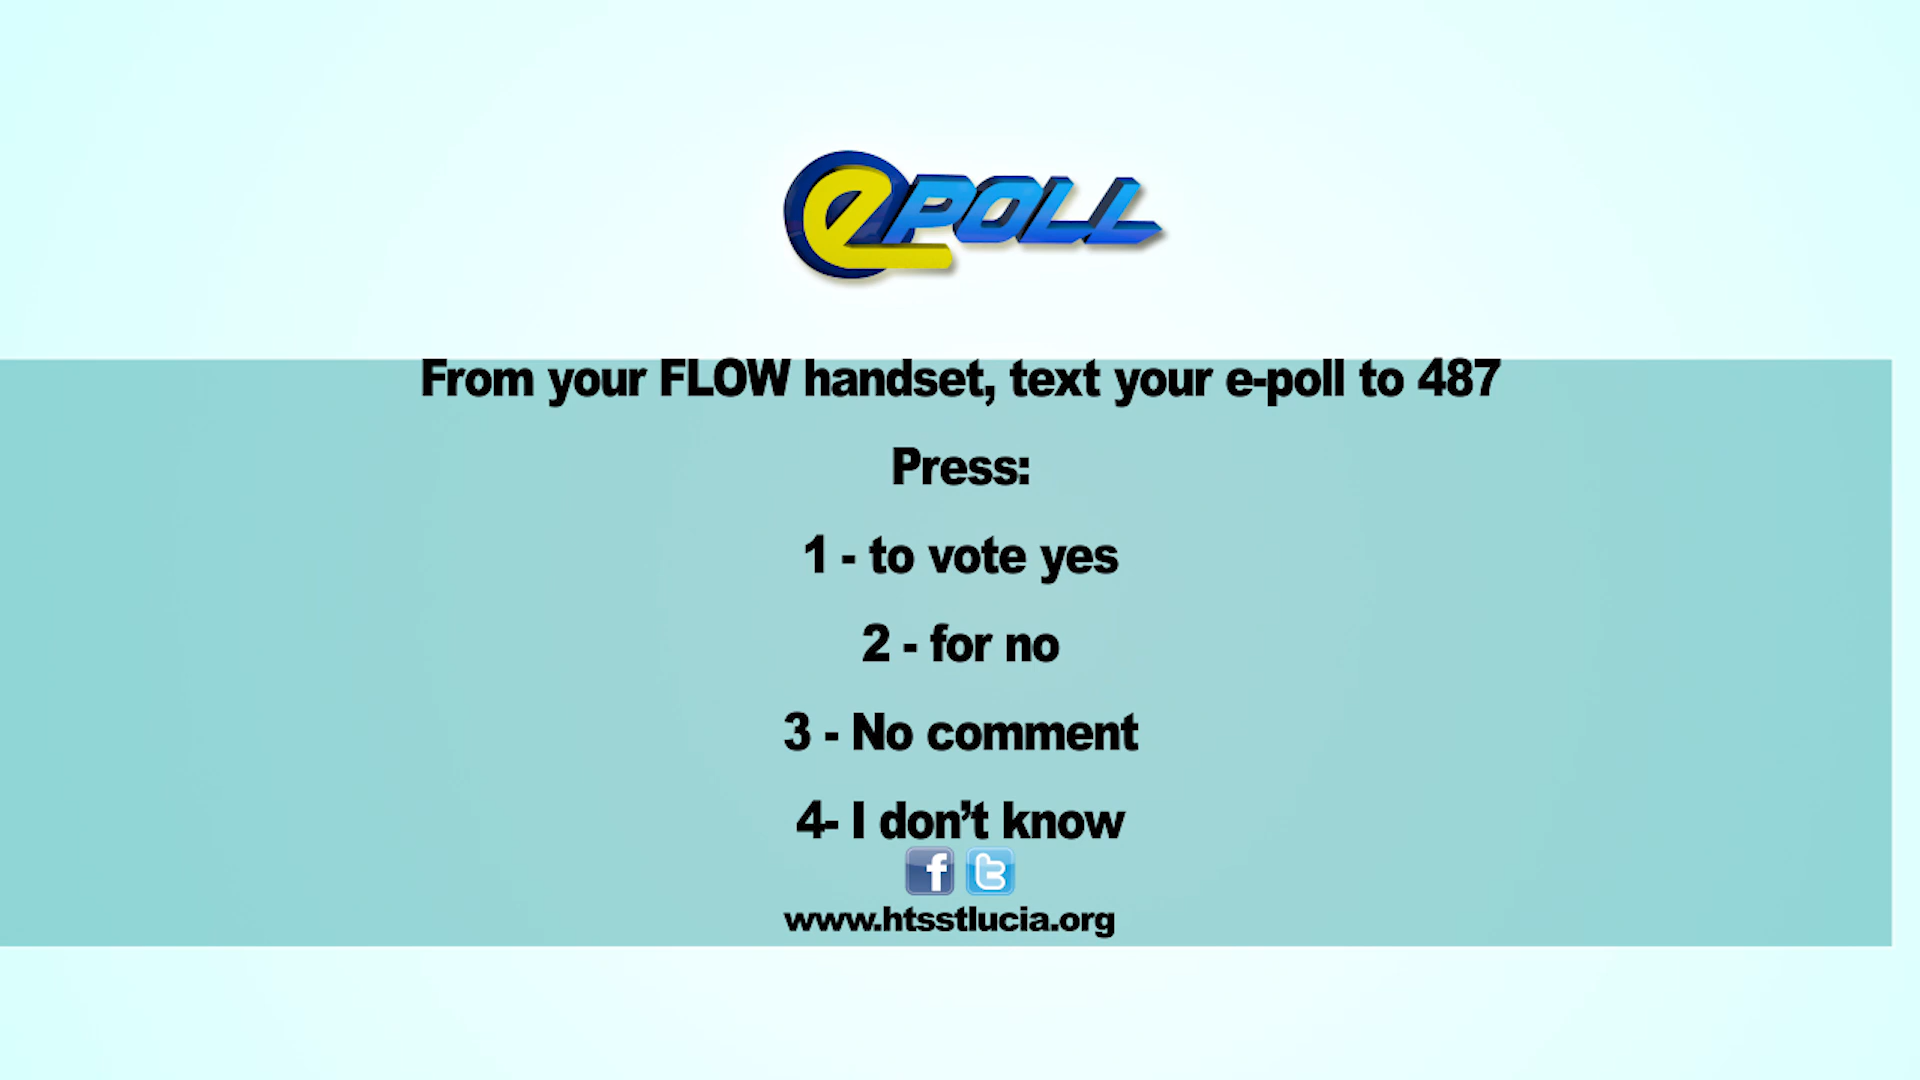 ePOLL
From your FLOW handset, text your e-poll to 487
Press:
1 - to vote yes
2 - for no
3 - No comment
4- I don’t know
f t
www.htsstlucia.org